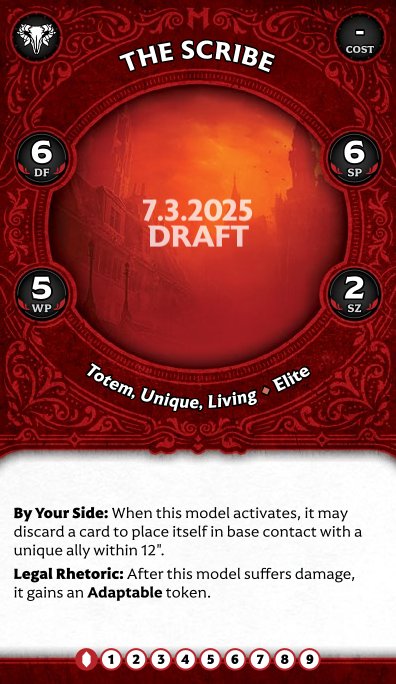 THE SCRIBE
-
COST
6
DF
6
SP
7.3.2025
DRAFT
5
WP
2
SZ
Totem, Unique, Living ♦ Elite
By Your Side: When this model activates, it may
discard a card to place itself in base contact with a
unique ally within 12".
Legal Rhetoric: After this model suffers damage,
it gains an Adaptable token.
1 2 3 4 5 6 7 8 9